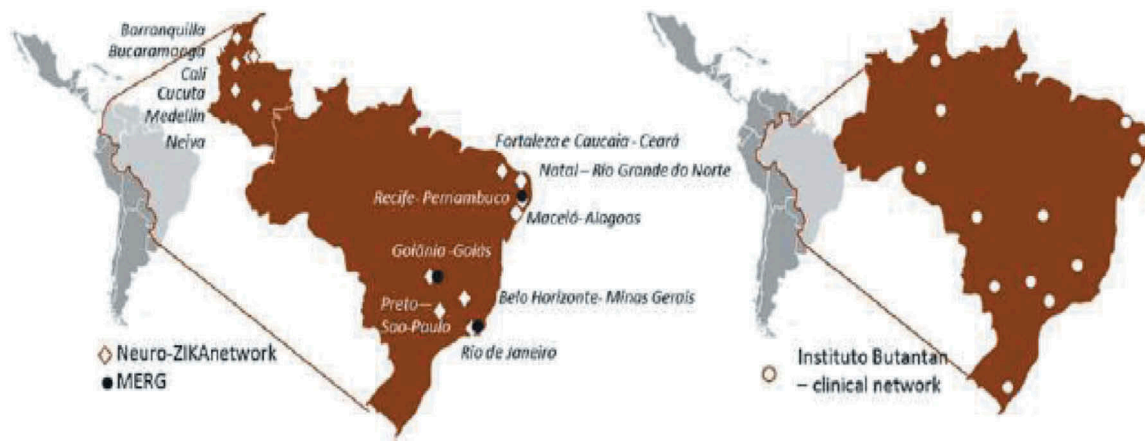 Barranquilla
Bucaramanga
Cali
Cucuta
Medellin
Neiva
Fortaleza e Caucaia - Ceará
Natal – Rio Grande do Norte
Recife- Pernambuco
Maceió- Alagoas
Goiânia -Goiás
Belo Horizonte- Minas Gerais
Preto—
Sao-Paulo
Rio de Janeiro
Neuro-ZIKAnetwork
MERG
Instituto Butantan
– clinical network